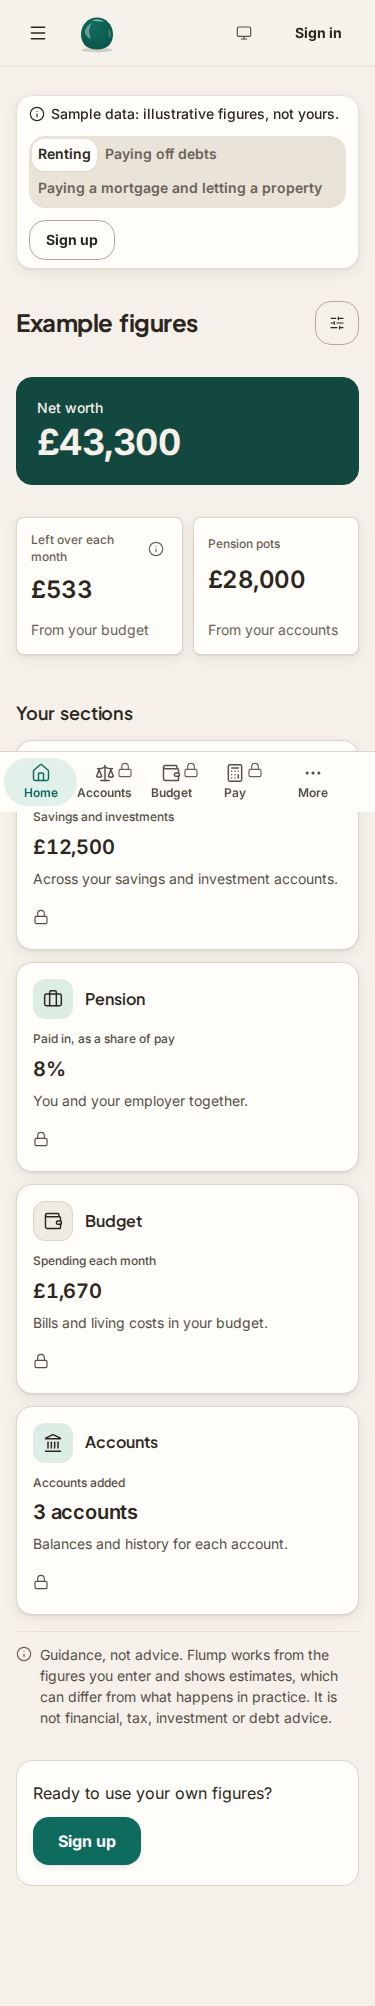 Sign in
Sample data: illustrative figures, not yours.
Renting
Paying off debts
Paying a mortgage and letting a property
Sign up
Example figures
Net worth
£43,300
Left over each
month
£533
From your budget
Pension pots
£28,000
From your accounts
Your sections
Home
Accounts
Budget
Pay
More
Savings and investments
£12,500
Across your savings and investment accounts.
Pension
Paid in, as a share of pay
8%
You and your employer together.
Budget
Spending each month
£1,670
Bills and living costs in your budget.
Accounts
Accounts added
3 accounts
Balances and history for each account.
Guidance, not advice. Flump works from the
figures you enter and shows estimates, which
can differ from what happens in practice. It is
not financial, tax, investment or debt advice.
Ready to use your own figures?
Sign up